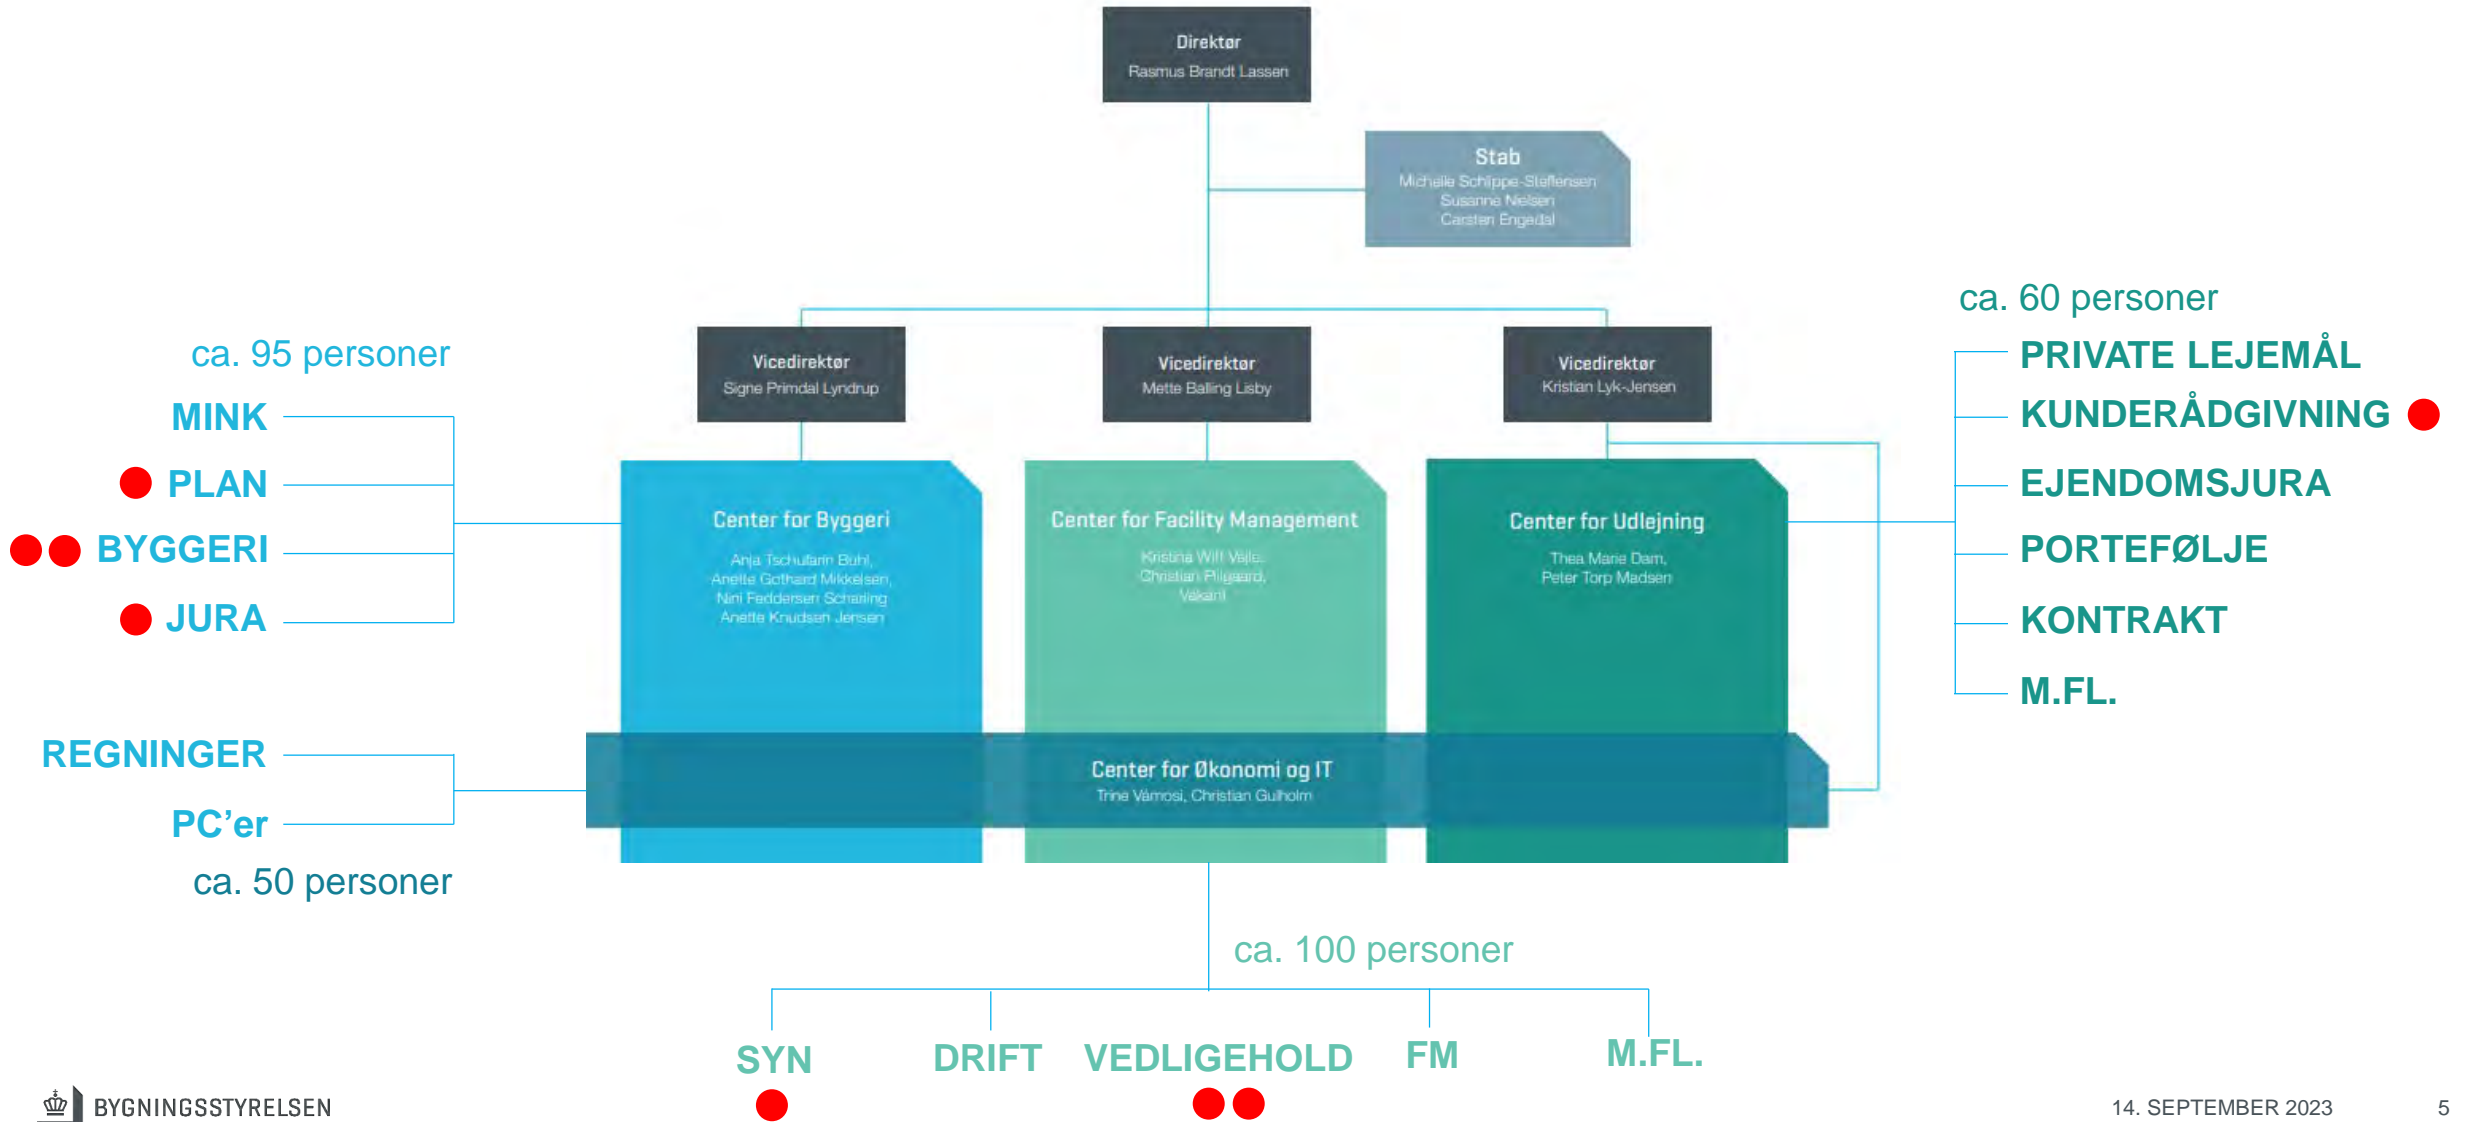 Direktør
Rasmus Brandt Lassen
Stab
Michelle Schlippe-Steffensen
Susanne Nielsen
Carsten Engedal
ca. 60 personer
PRIVATE LEJEMÅL
KUNDERÅDGIVNING
EJENDOMSJURA
PORTEFØLJE
KONTRAKT
M.FL.
Vicedirektør
Signe Primdal Lyndrup
Vicedirektør
Mette Balling Lisby
Vicedirektør
Kristian Lyk-Jensen
ca. 95 personer
MINK
PLAN
BYGGERI
JURA
Center for Byggeri
Anja Tschufarin Buhl,
Anette Gothard Mikkelsen,
Nini Feddersen Scharling
Anette Knudsen Jensen
Center for Facility Management
Kristina Wiff Vejle,
Christian Pilgaard,
Vakant
Center for Udlejning
Thea Marie Dam,
Peter Torp Madsen
REGNINGER
PC’er
ca. 50 personer
Center for Økonomi og IT
Trine Vámosi, Christian Gulholm
ca. 100 personer
SYN
DRIFT
VEDLIGEHOLD
FM
M.FL.
BYGNINGSSTYRELSEN
14. SEPTEMBER 2023
5